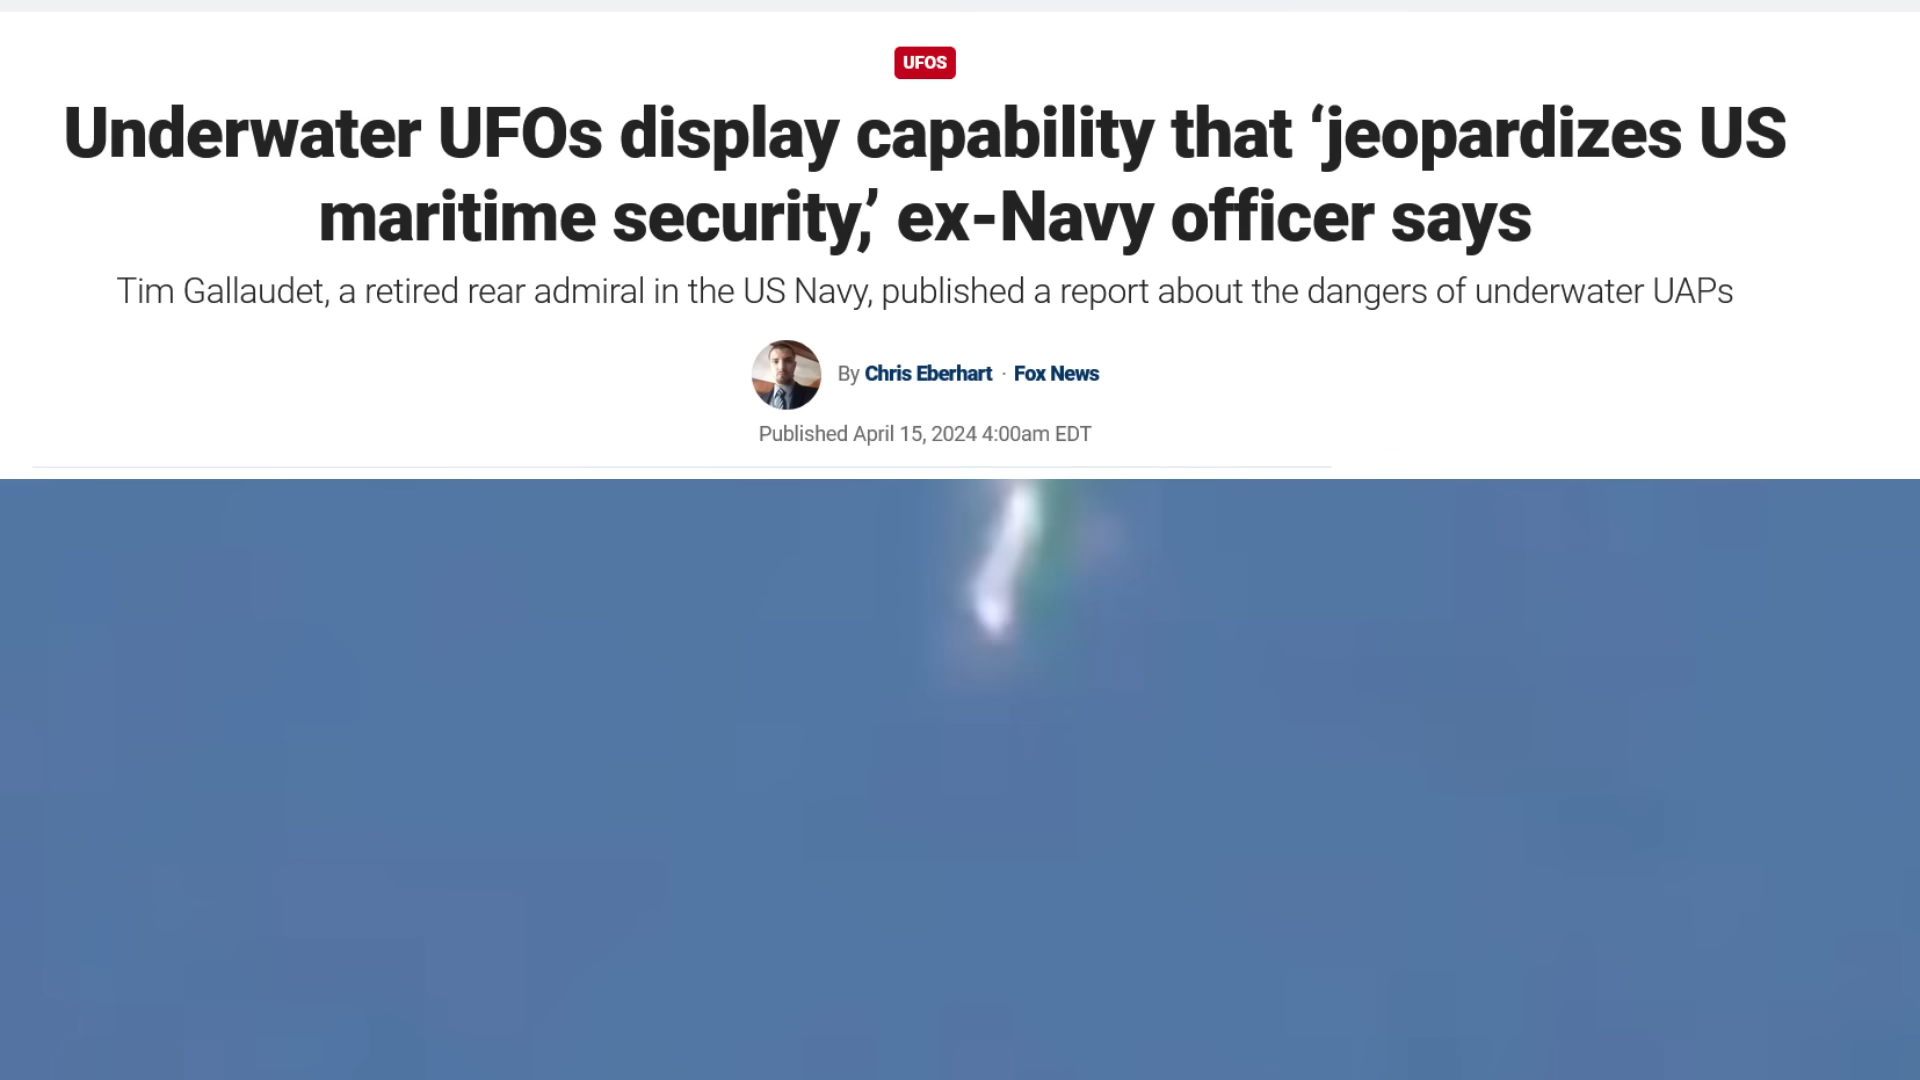 UFOS
Underwater UFOs display capability that ‘jeopardizes US
maritime security,’ ex-Navy officer says
Tim Gallaudet, a retired rear admiral in the US Navy, published a report about the dangers of underwater UAPs
By Chris Eberhart · Fox News
Published April 15, 2024 4:00am EDT